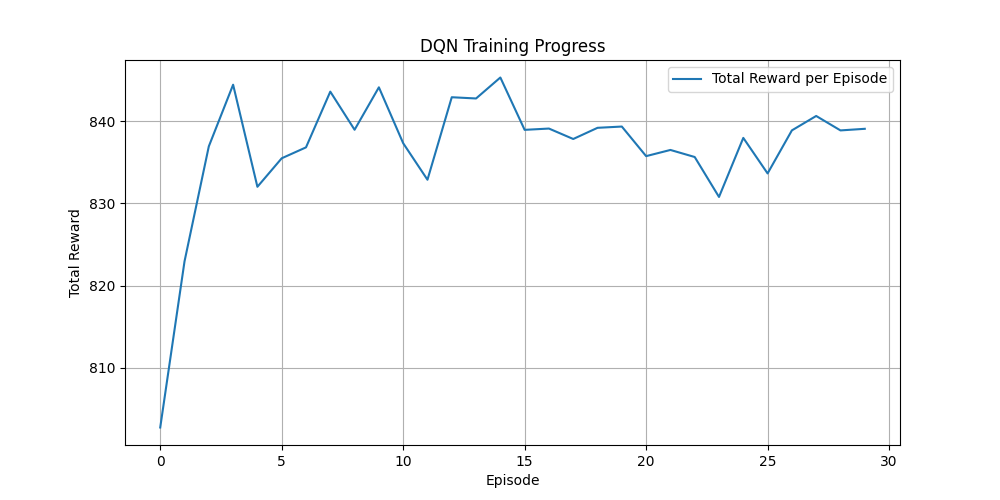 DQN Training Progress
Total Reward per Episode
Total Reward
840
830
820
810
0 5 10 15 20 25 30
Episode